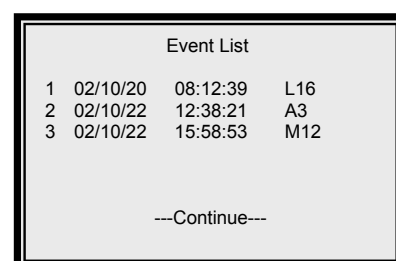 Event List
1 02/10/20 08:12:39 L16
2 02/10/22 12:38:21 A3
3 02/10/22 15:58:53 M12
---Continue---